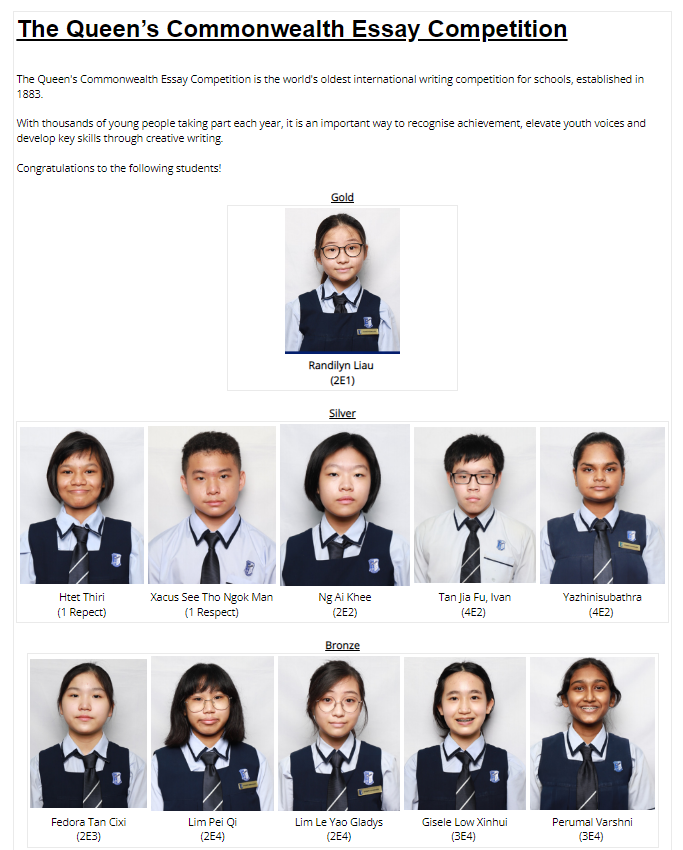 The Queen's Commonwealth Essay Competition
The Queen's Commonwealth Essay Competition is the world's oldest international writing competition for schools, established in
1883.
With thousands of young people taking part each year, it is an important way to recognise achievement, elevate youth voices and
develop key skills through creative writing.
Congratulations to the following students!
Gold
Randilyn Liau
(2E1)
Silver
Htet Thiri
(1 Repect)
Xacus See Tho Ngok Man
(1 Respect)
Ng Ai Khee
(2E2)
Tan Jia Fu, Ivan
(4E2)
Yazhinisubathra
(4E2)
Bronze
Fedora Tan Cixi
(2E3)
Lim Pei Qi
(2E4)
Lim Le Yao Gladys
(2E4)
Gisele Low Xinhui
(3E4)
Perumal Varshni
(3E4)